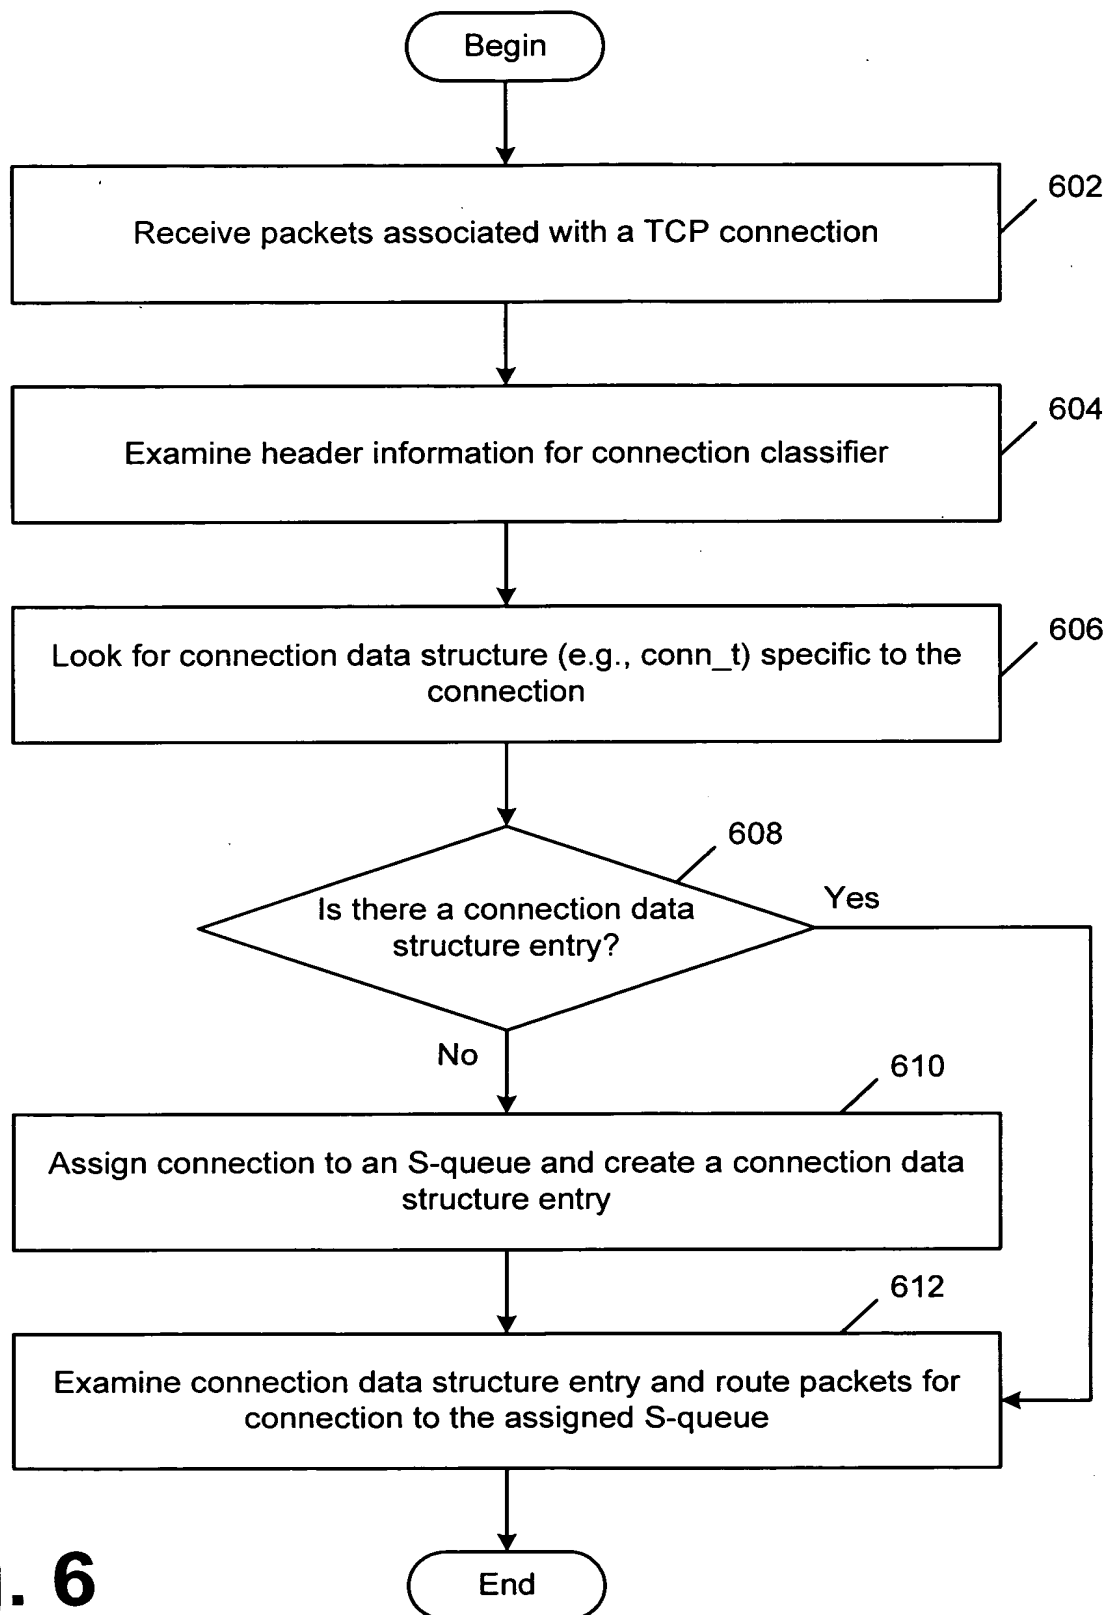 Begin
602
Receive packets associated with a TCP connection
604
Examine header information for connection classifier
606
Look for connection data structure (e.g., conn_t) specific to the
connection
608
Is there a connection data
structure entry?
Yes
No
610
Assign connection to an S-queue and create a connection data
structure entry
612
Examine connection data structure entry and route packets for
connection to the assigned S-queue
End
. 6